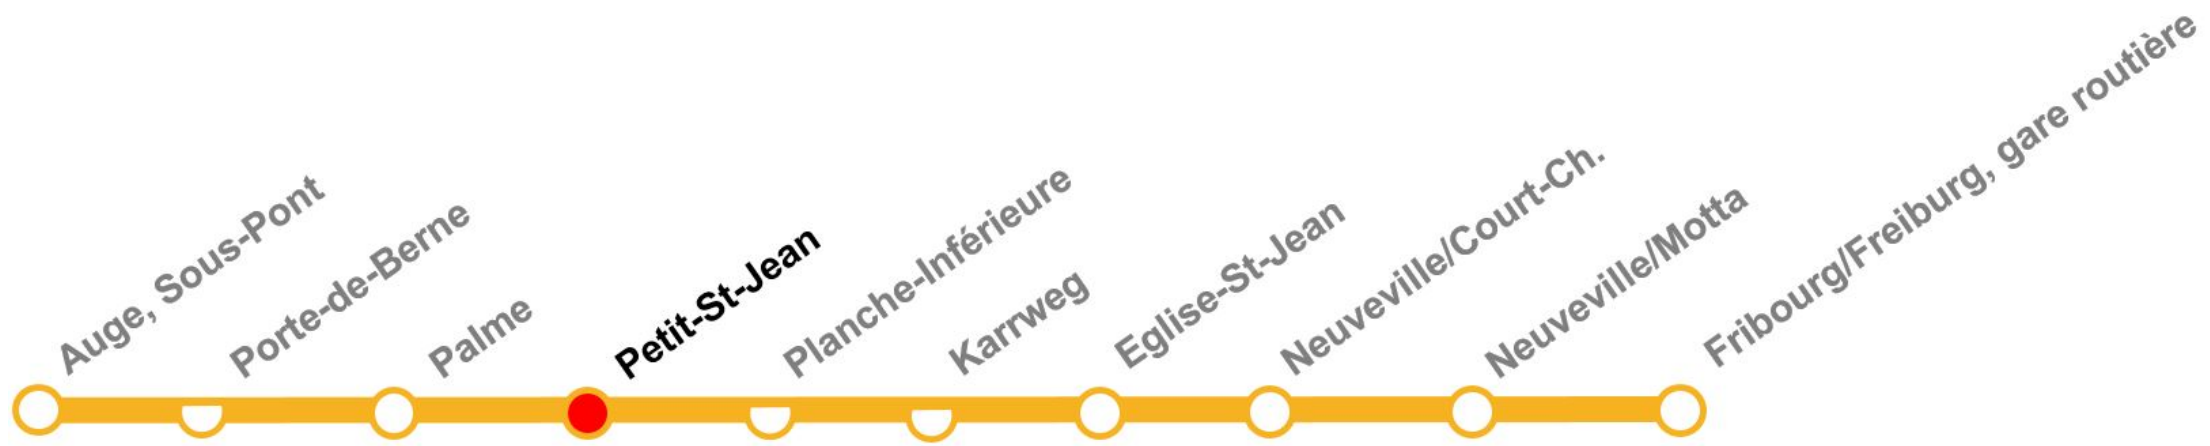 Auge, Sous-Pont
Porte-de-Berne
Palme
Petit-St-Jean
Planche-Inférieure
Karrweg
Eglise-St-Jean
Neuveville/Court-Ch.
Neuveville/Motta
Fribourg/Freiburg, gare routière